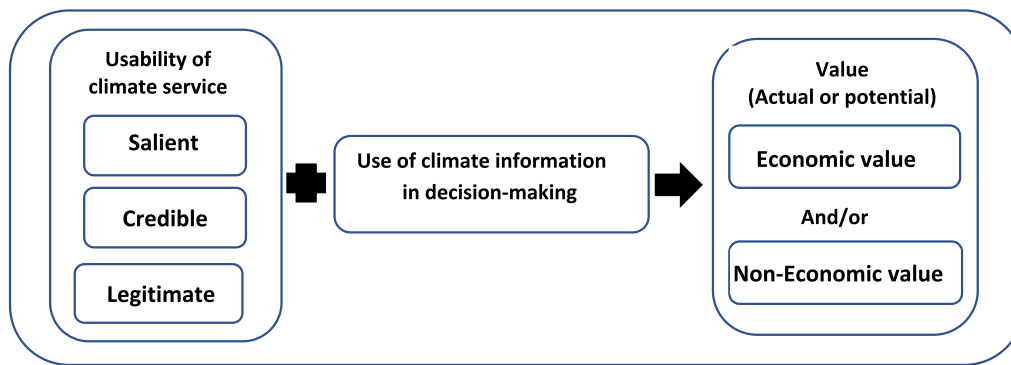 Usability of
climate service
Salient
Credible
Legitimate
Use of climate information
in decision-making
Value
(Actual or potential)
Economic value
And/or
Non-Economic value